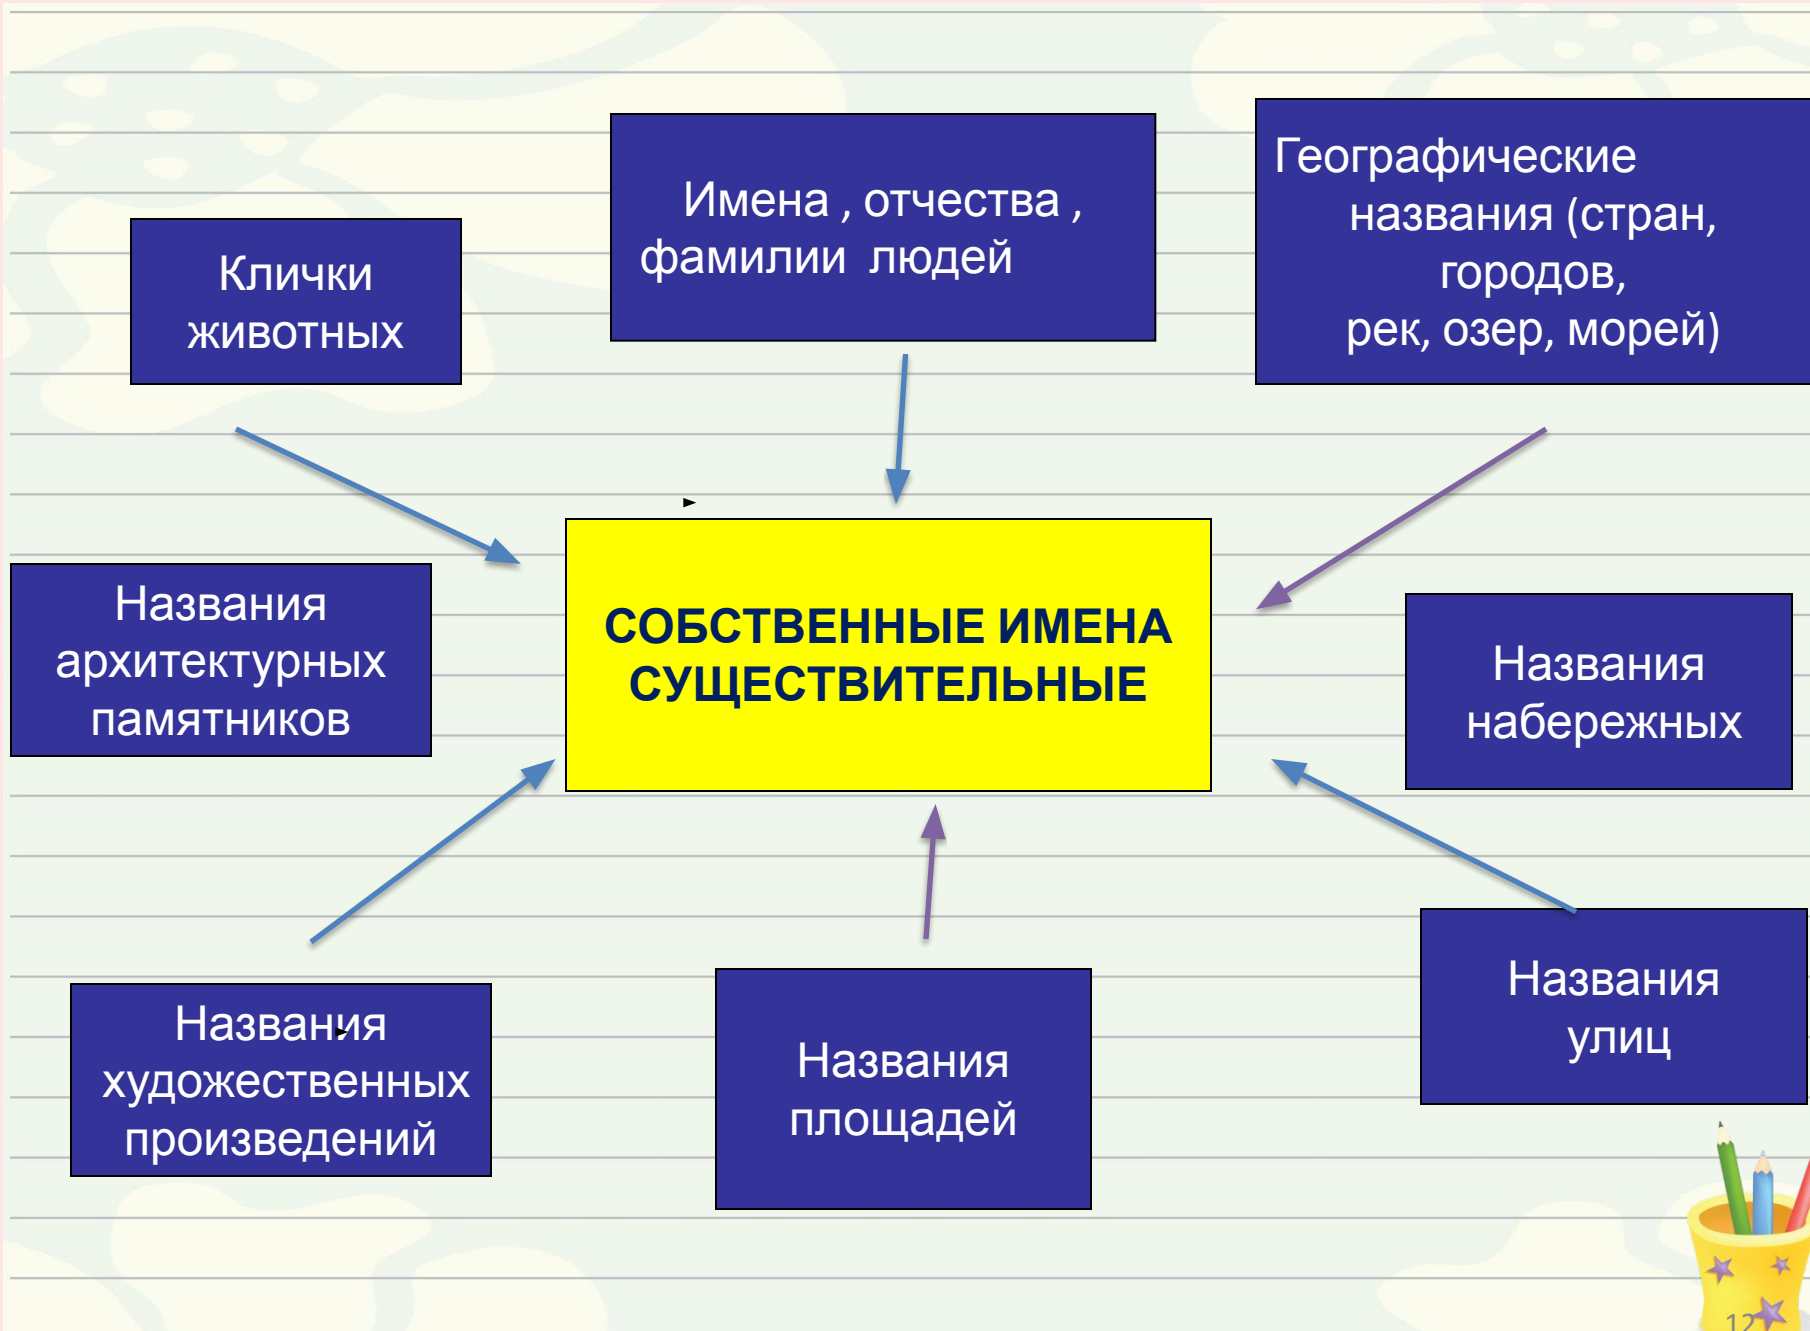 Имена , отчества ,
фамилии людей
Географические
названия (стран,
городов,
рек, озер, морей)
Клички
животных
СОБСТВЕННЫЕ ИМЕНА
СУЩЕСТВИТЕЛЬНЫЕ
Названия
архитектурных
памятников
Названия
набережных
Названия
художественных
произведений
Названия
площадей
Названия
улиц
12